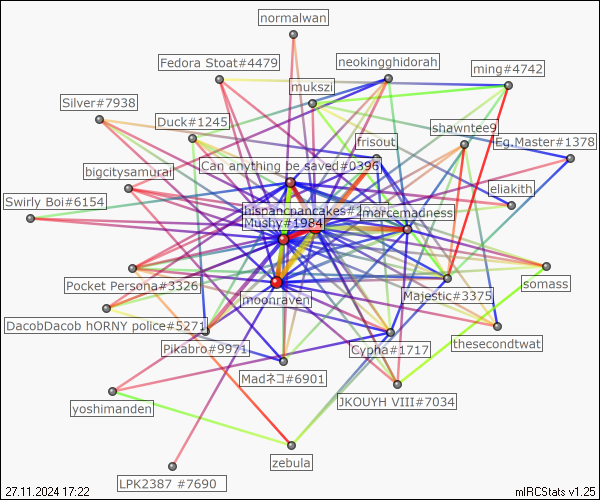 normalwan
Fedora Stoat#4479
neokingghidorah
ming#4742
mukszi
Silver#7938
Duck#1245
shawntee9
frisout
Eg.Master#1378
bigcitysamurai
Can anything be saved#0396
eliakith
Swirly Boi#6154
marcemadness
Mushy#1984
Pocket Persona#3326
somass
moonraven
Majestic#3375
DacobDacob hORNY police#5271
Pikabro#9971
Cypha#1717
thesecondtwat
Madネコ#6901
yoshimanden
JKOUYH VIII#7034
zebula
LPK2387 #7690
27.11.2024 17:22
mIRCStats v1.25